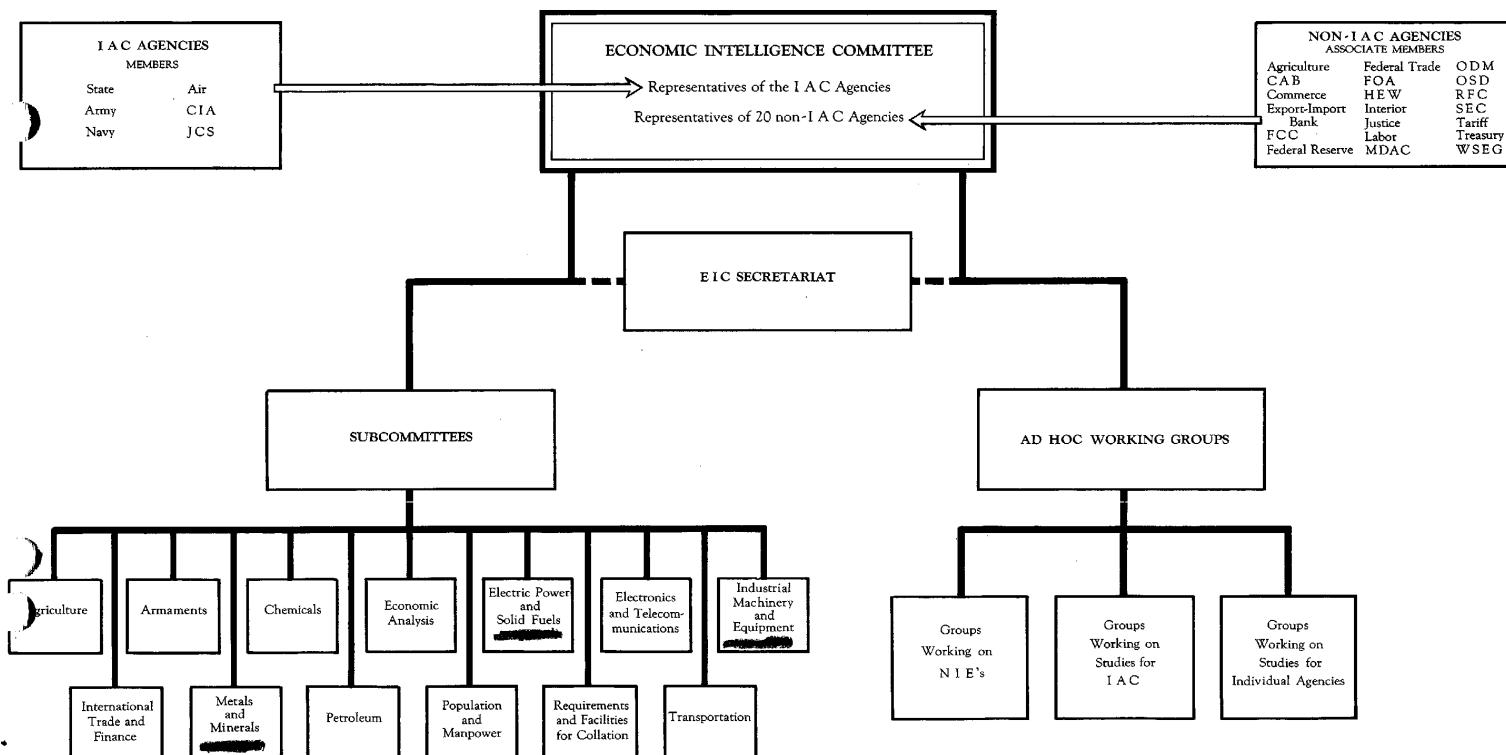 I A C AGENCIES
MEMBERS
State Air
Army CIA
Navy JCS
ECONOMIC INTELLIGENCE COMMITTEE
Representatives of the I A C Agencies
Representatives of 20 non-I A C Agencies
NON-I A C AGENCIES
ASSOCIATE MEMBERS
Agriculture Federal Trade ODM
CAB FOA OSD
Commerce HEW RFC
Export-Import Interior SEC
Bank Justice Tariff
FCC Labor Treasury
Federal Reserve MDAC WSEG
E I C SECRETARIAT
SUBCOMMITTEES
AD HOC WORKING GROUPS
griculture
Armaments
Chemicals
Economic
Analysis
Electric Power
and
Solid Fuels
Electronics
and Telecom-
munications
Industrial
Machinery
and
Equipment
International
Trade and
Finance
Metals
and
Minerals
Petroleum
Population
and
Manpower
Requirements
and Facilities
for Collation
Transportation
Groups
Working on
N I E's
Groups
Working on
Studies for
I A C
Groups
Working on
Studies for
Individual Agencies